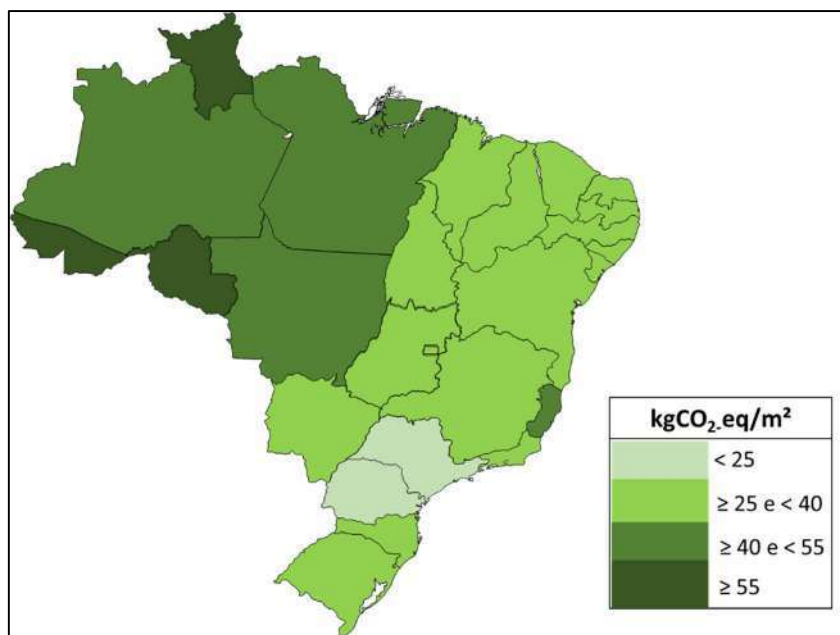 kgCO₂-eq/m²
< 25
≥ 25 e < 40
≥ 40 e < 55
≥ 55